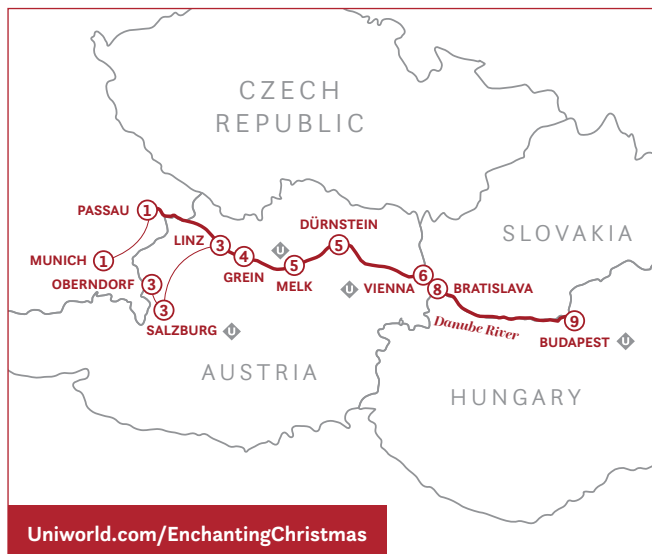 CZECH
REPUBLIC
PASSAU 1
DÜRNSTEIN
LINZ 3
4
5
SLOVAKIA
MUNICH 1
GREIN
U
5
MELK
U
VIENNA 6
OBERNDORF 3
8 BRATISLAVA
3
SALZBURG U
Danube River
9
BUDAPEST U
AUSTRIA
HUNGARY
Uniworld.com/EnchantingChristmas